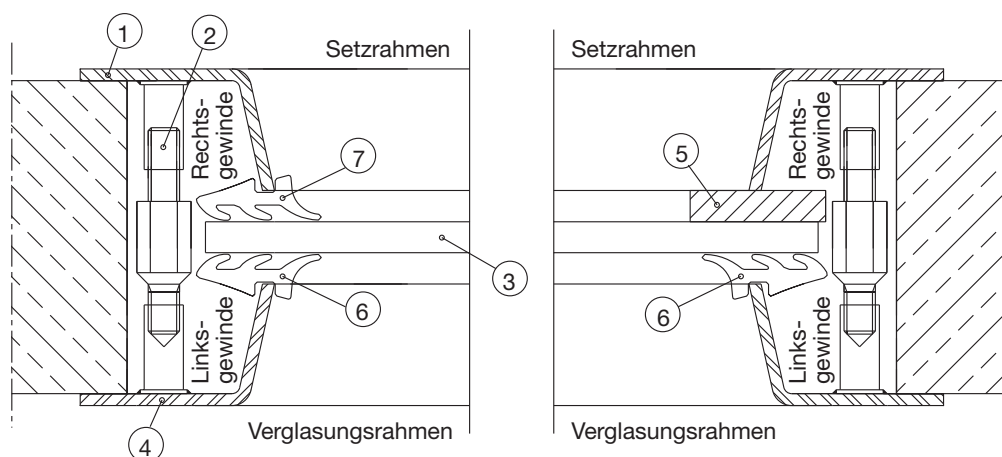 1
2
Setzrahmen
Setzrahmen
Rechts-
gewinde
7
5
Rechts-
gewinde
3
6
6
Links-
gewinde
Links-
gewinde
4
Verglasungsrahmen
Verglasungsrahmen